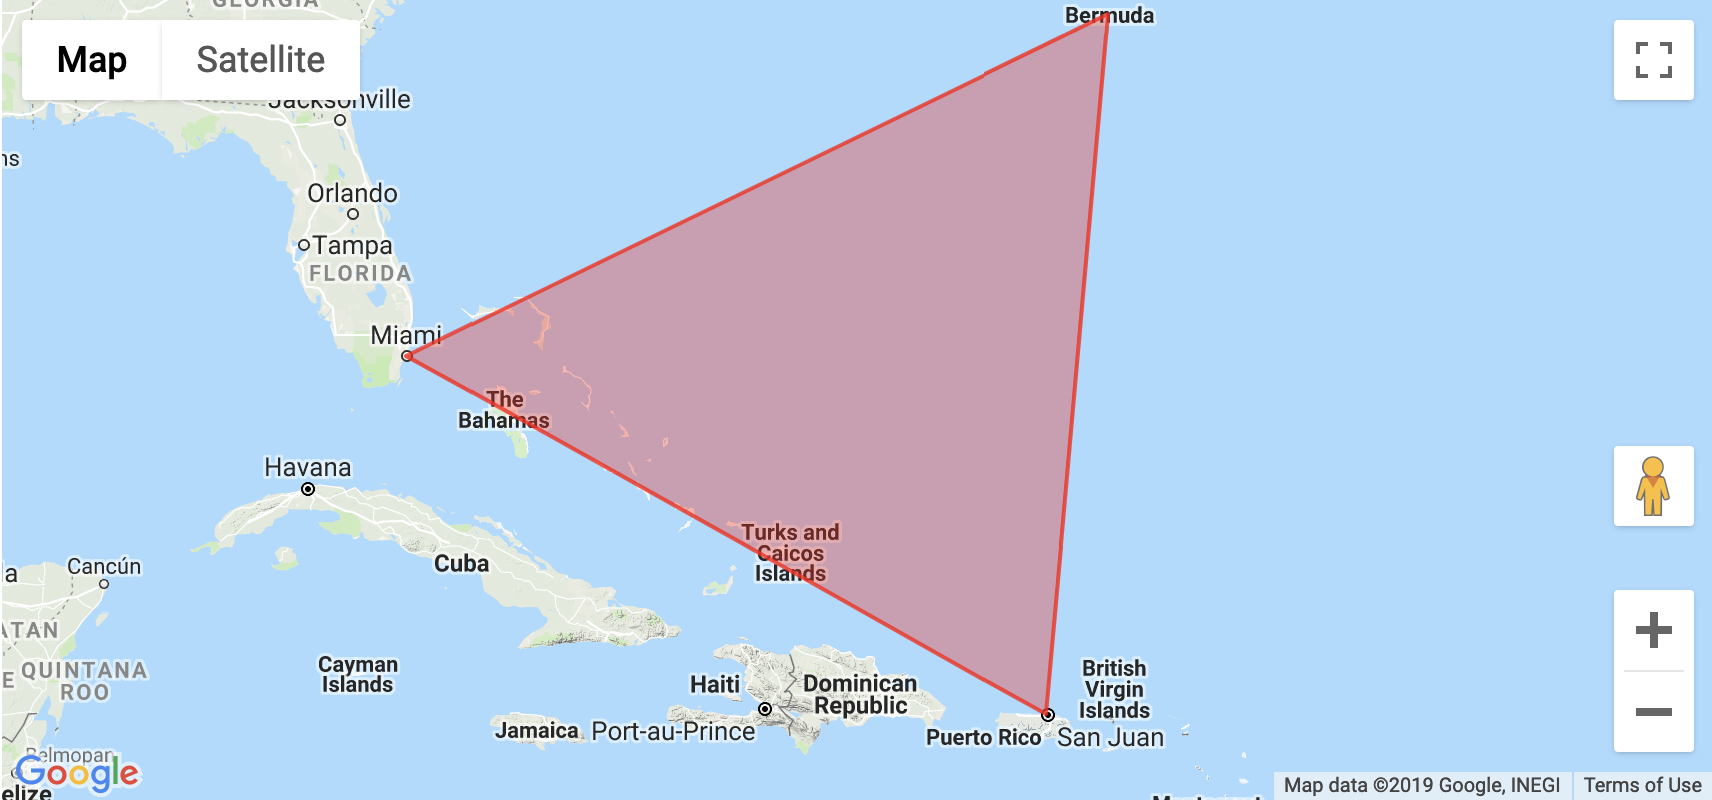 GEORGIA
Bermuda
Map
Satellite
Jacksonville
ns
Orlando
Tampa
FLORIDA
Miami
The
Bahamas
Havana
Turks and
Caicos
Islands
la
Cancún
Cuba
ATAN
QUINTANA
ROO
E
Cayman
Islands
Haiti
Dominican
Republic
British
Virgin
Islands
Jamaica
Port-au-Prince
Puerto Rico
San Juan
Belmopan
Google
elize
Map data ©2019 Google, INEGI
Terms of Use